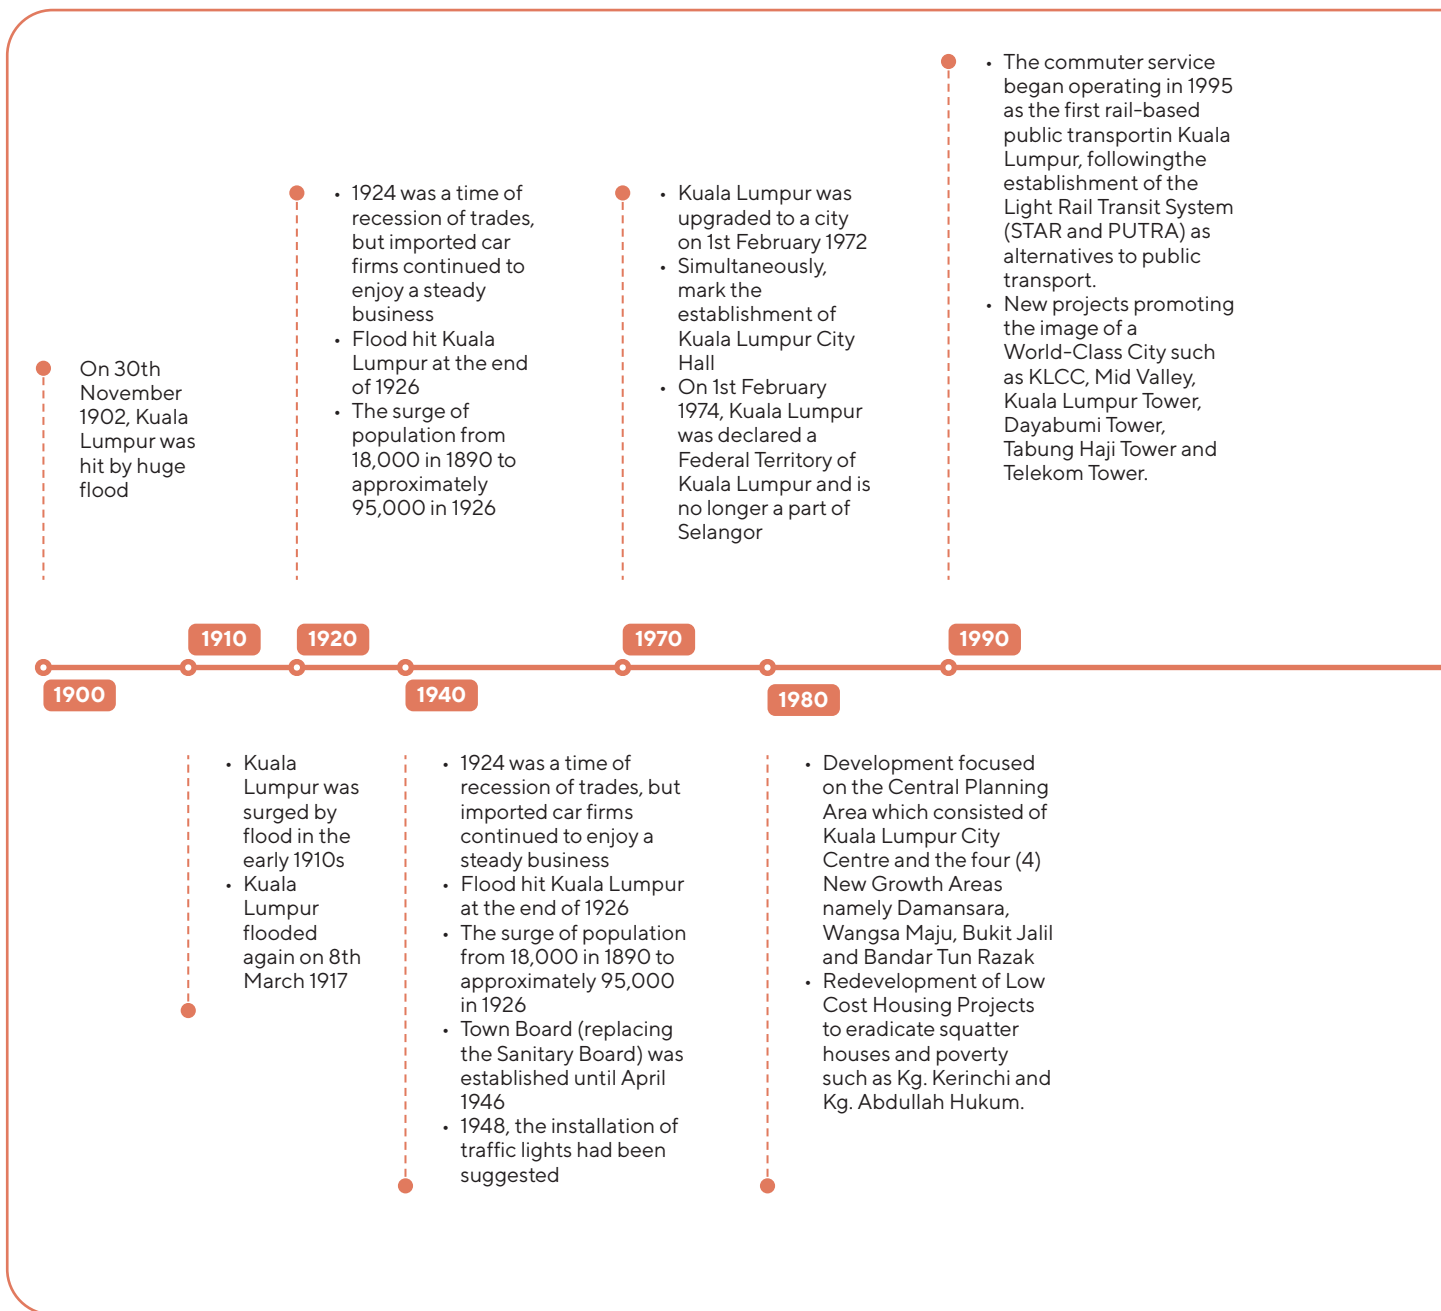 On 30th
November
1902, Kuala
Lumpur was
hit by huge
flood
• 1924 was a time of
recession of trades,
but imported car
firms continued to
enjoy a steady
business
• Flood hit Kuala
Lumpur at the end
of 1926
• The surge of
population from
18,000 in 1890 to
approximately
95,000 in 1926
• Kuala Lumpur was
upgraded to a city
on 1st February 1972
• Simultaneously,
mark the
establishment of
Kuala Lumpur City
Hall
• On 1st February
1974, Kuala Lumpur
was declared a
Federal Territory of
Kuala Lumpur and is
no longer a part of
Selangor
• The commuter service
began operating in 1995
as the first rail-based
public transportin Kuala
Lumpur, followingthe
establishment of the
Light Rail Transit System
(STAR and PUTRA) as
alternatives to public
transport.
• New projects promoting
the image of a
World-Class City such
as KLCC, Mid Valley,
Kuala Lumpur Tower,
Dayabumi Tower,
Tabung Haji Tower and
Telekom Tower.
1900
1910
1920
1940
1970
1980
1990
• Kuala
Lumpur was
surged by
flood in the
early 1910s
• Kuala
Lumpur
flooded
again on 8th
March 1917
• 1924 was a time of
recession of trades, but
imported car firms
continued to enjoy a
steady business
• Flood hit Kuala Lumpur
at the end of 1926
• The surge of population
from 18,000 in 1890 to
approximately 95,000
in 1926
• Town Board (replacing
the Sanitary Board) was
established until April
1946
• 1948, the installation of
traffic lights had been
suggested
• Development focused
on the Central Planning
Area which consisted of
Kuala Lumpur City
Centre and the four (4)
New Growth Areas
namely Damansara,
Wangsa Maju, Bukit Jalil
and Bandar Tun Razak
• Redevelopment of Low
Cost Housing Projects
to eradicate squatter
houses and poverty
such as Kg. Kerinchi and
Kg. Abdullah Hukum.